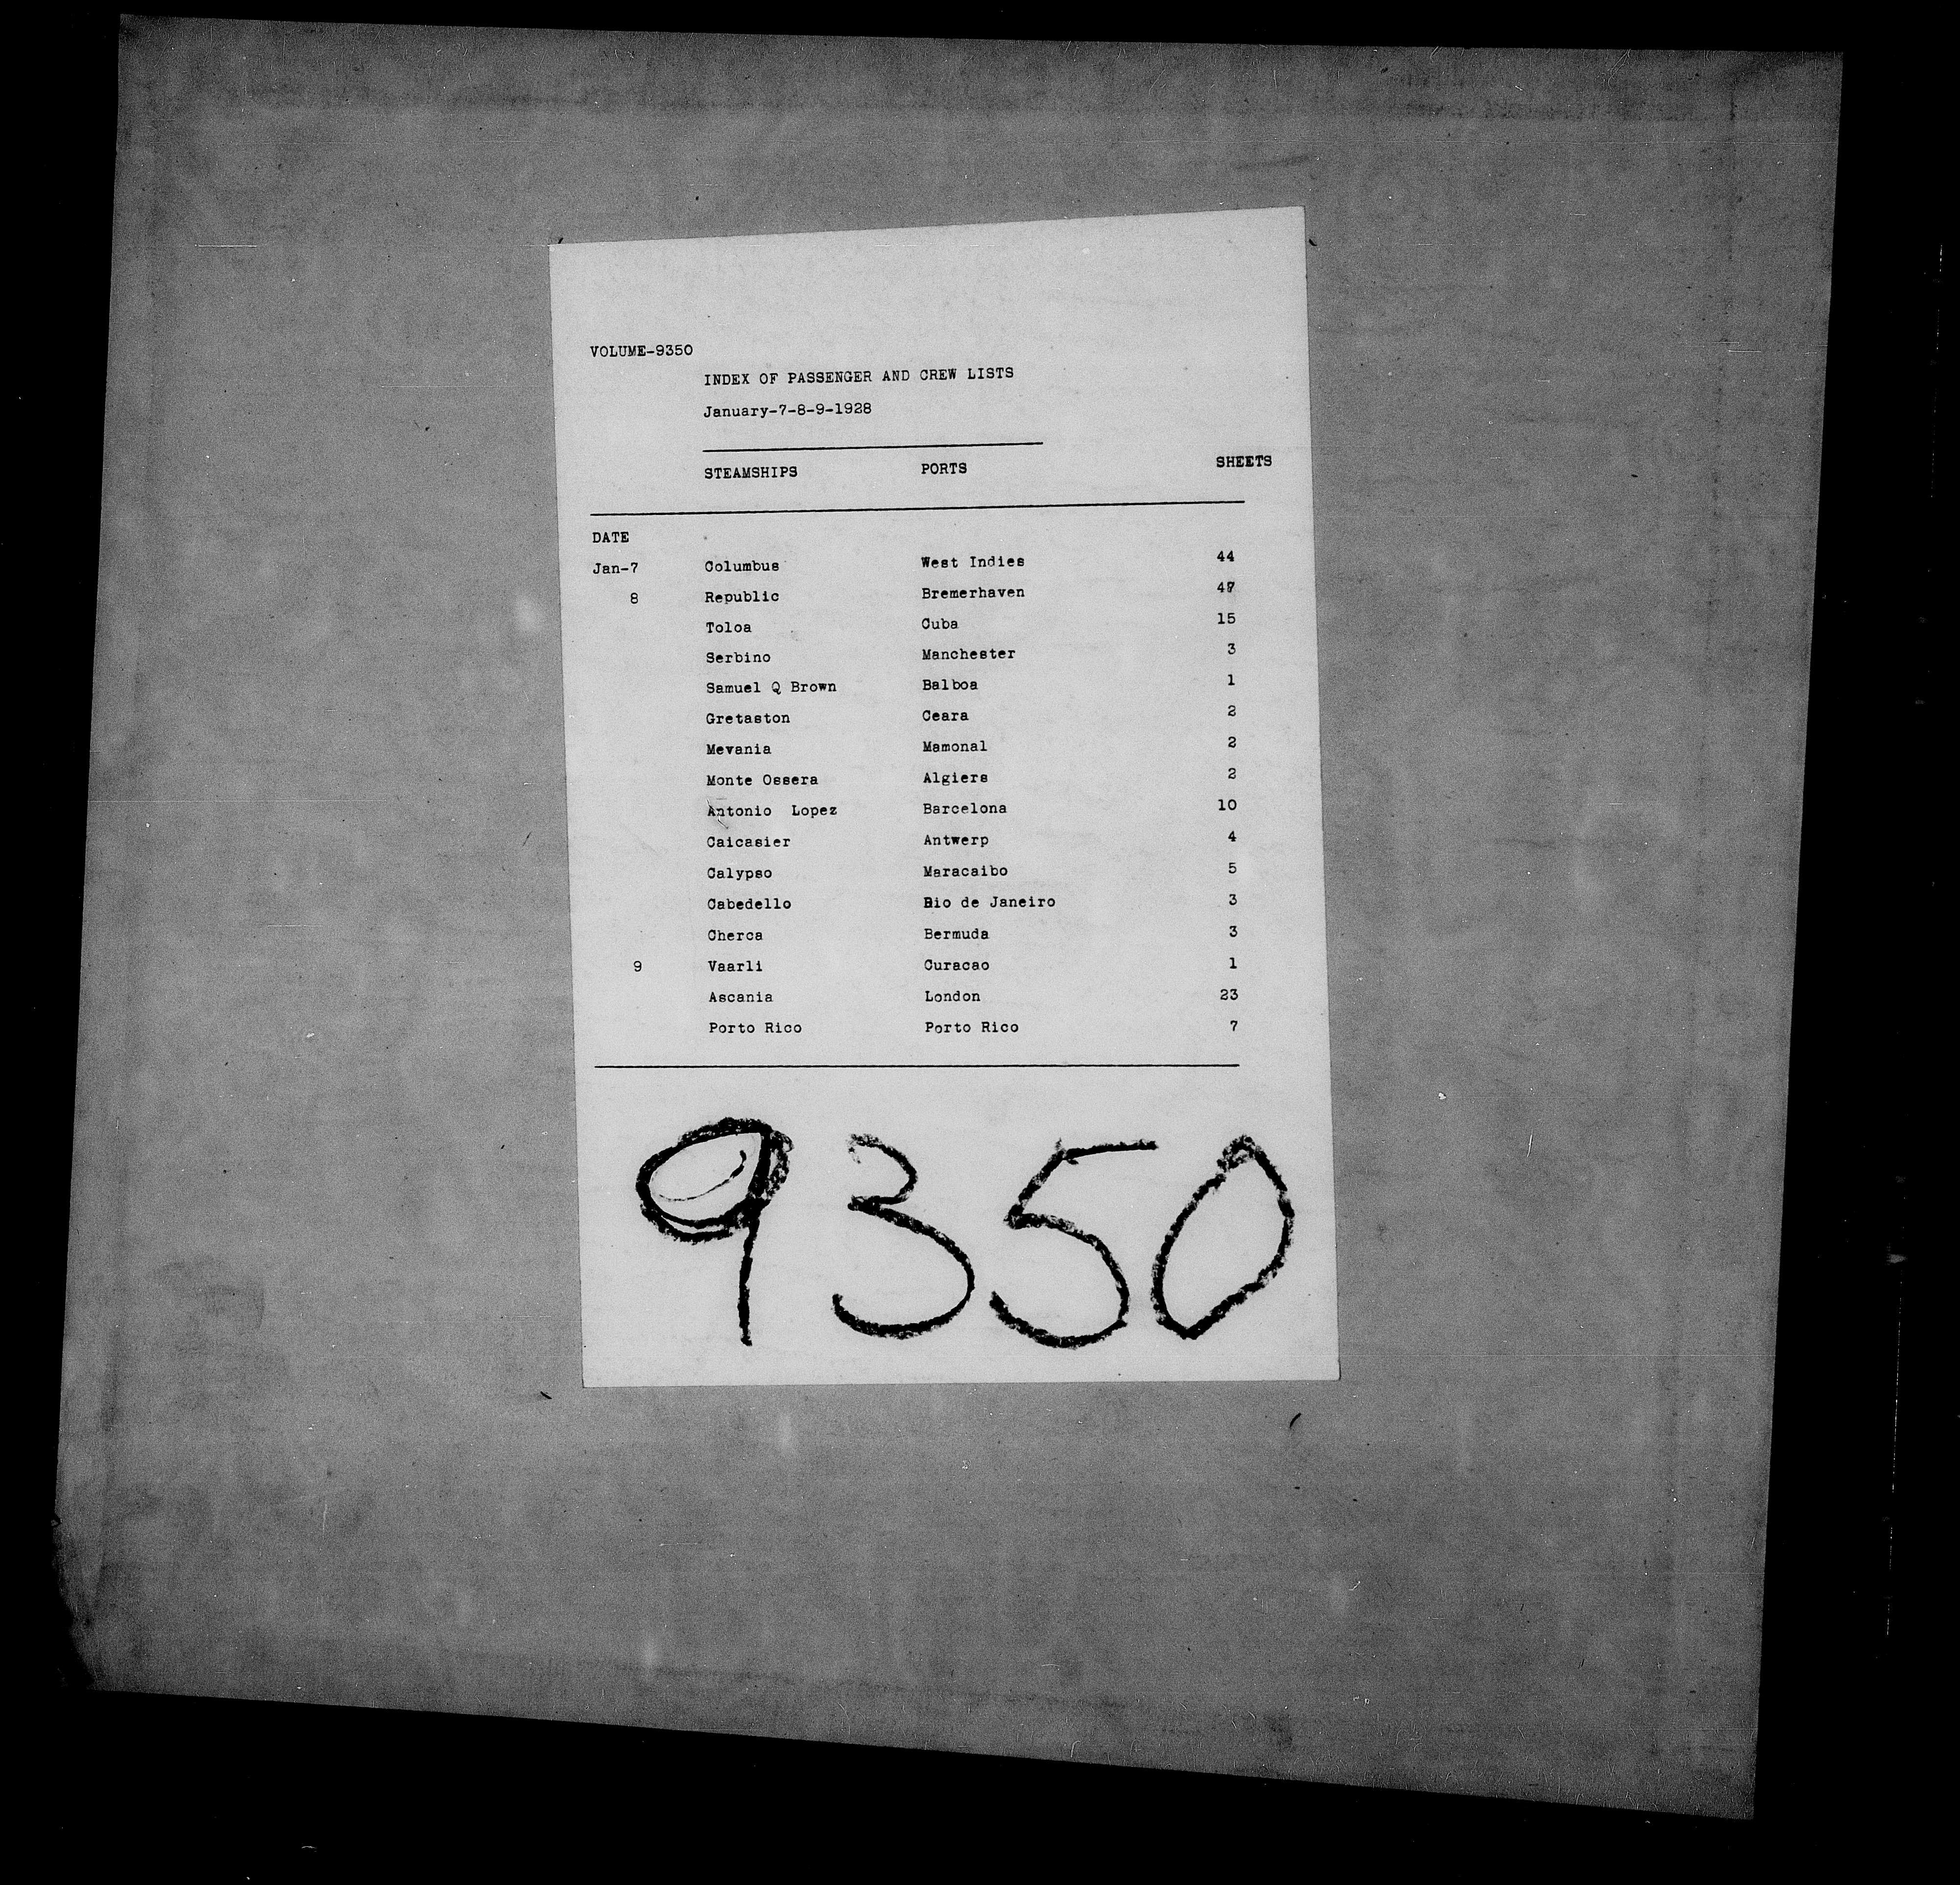 VOLUME-9350
INDEX OF PASSENGER AND CREW LISTS
January-7-8-9-1928
STEAMSHIPS PORTS SHEETS
DATE
Jan-7 Columbus West Indies 44
8 Republic Bremerhaven 47
Toloa Cuba 15
Serbino Manchester 3
Samuel Q Brown Balboa 1
Gretaston Ceara 2
Mevania Mamonal 2
Monte Ossera Algiers 2
Antonio Lopez Barcelona 10
Caicasier Antwerp 4
Calypso Maracaibo 5
Cabedello Rio de Janeiro 3
Cherca Bermuda 3
9 Vaarli Curacao 1
Ascania London 23
Porto Rico Porto Rico 7
9350